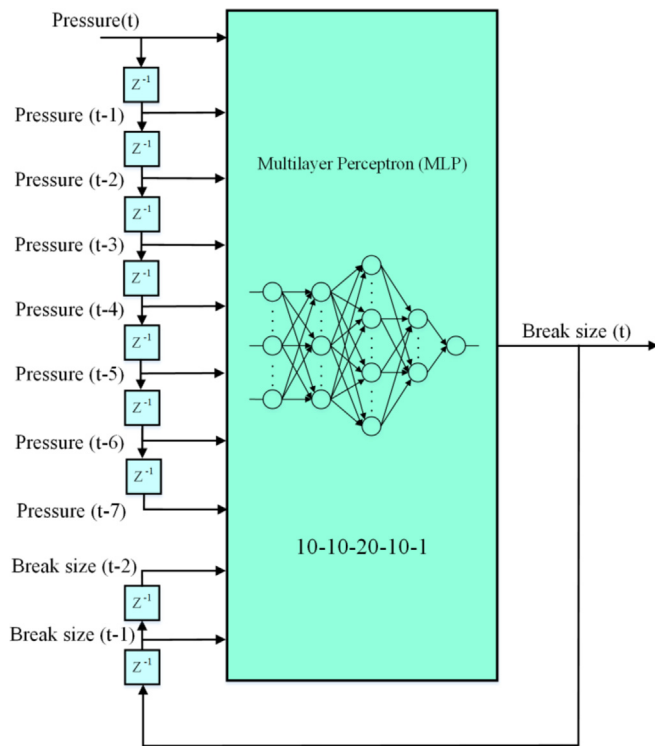 Pressure(t)
Z-1
Pressure (t-1)
Z-1
Pressure (t-2)
Z-1
Pressure (t-3)
Z-1
Pressure (t-4)
Z-1
Pressure (t-5)
Z-1
Pressure (t-6)
Z-1
Pressure (t-7)
Break size (t-2)
Z-1
Break size (t-1)
Z-1
Multilayer Perceptron (MLP)
10-10-20-10-1
Break size (t)